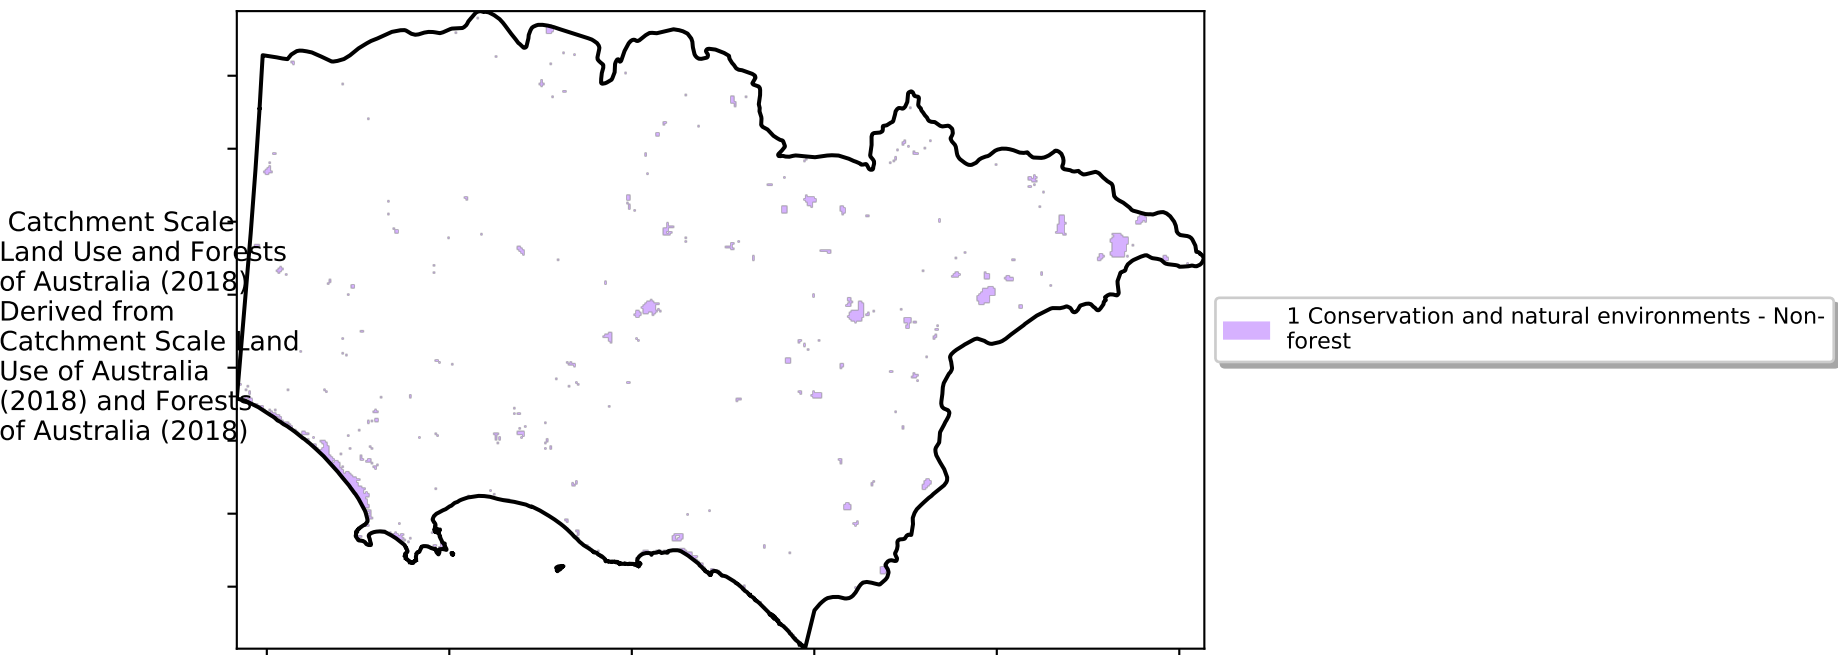 Catchment Scale
Land Use and Forests
of Australia (2018)
Derived from
Catchment Scale Land
Use of Australia
(2018) and Forests
of Australia (2018)
1 Conservation and natural environments - Non-
forest